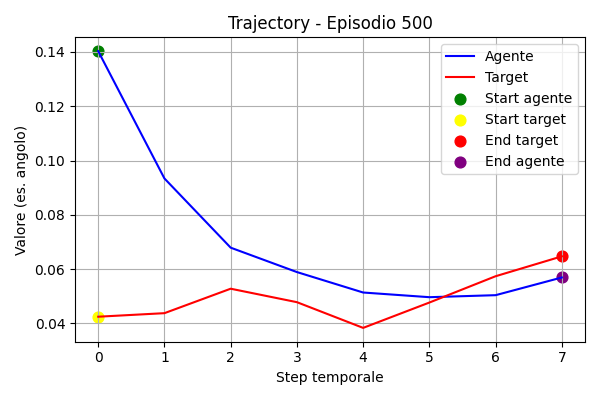 Trajectory - Episodio 500
0.14
0.12
0.10
0.08
0.06
0.04
Valore (es. angolo)
Agente
Target
Start agente
Start target
End target
End agente
0 1 2 3 4 5 6 7
Step temporale